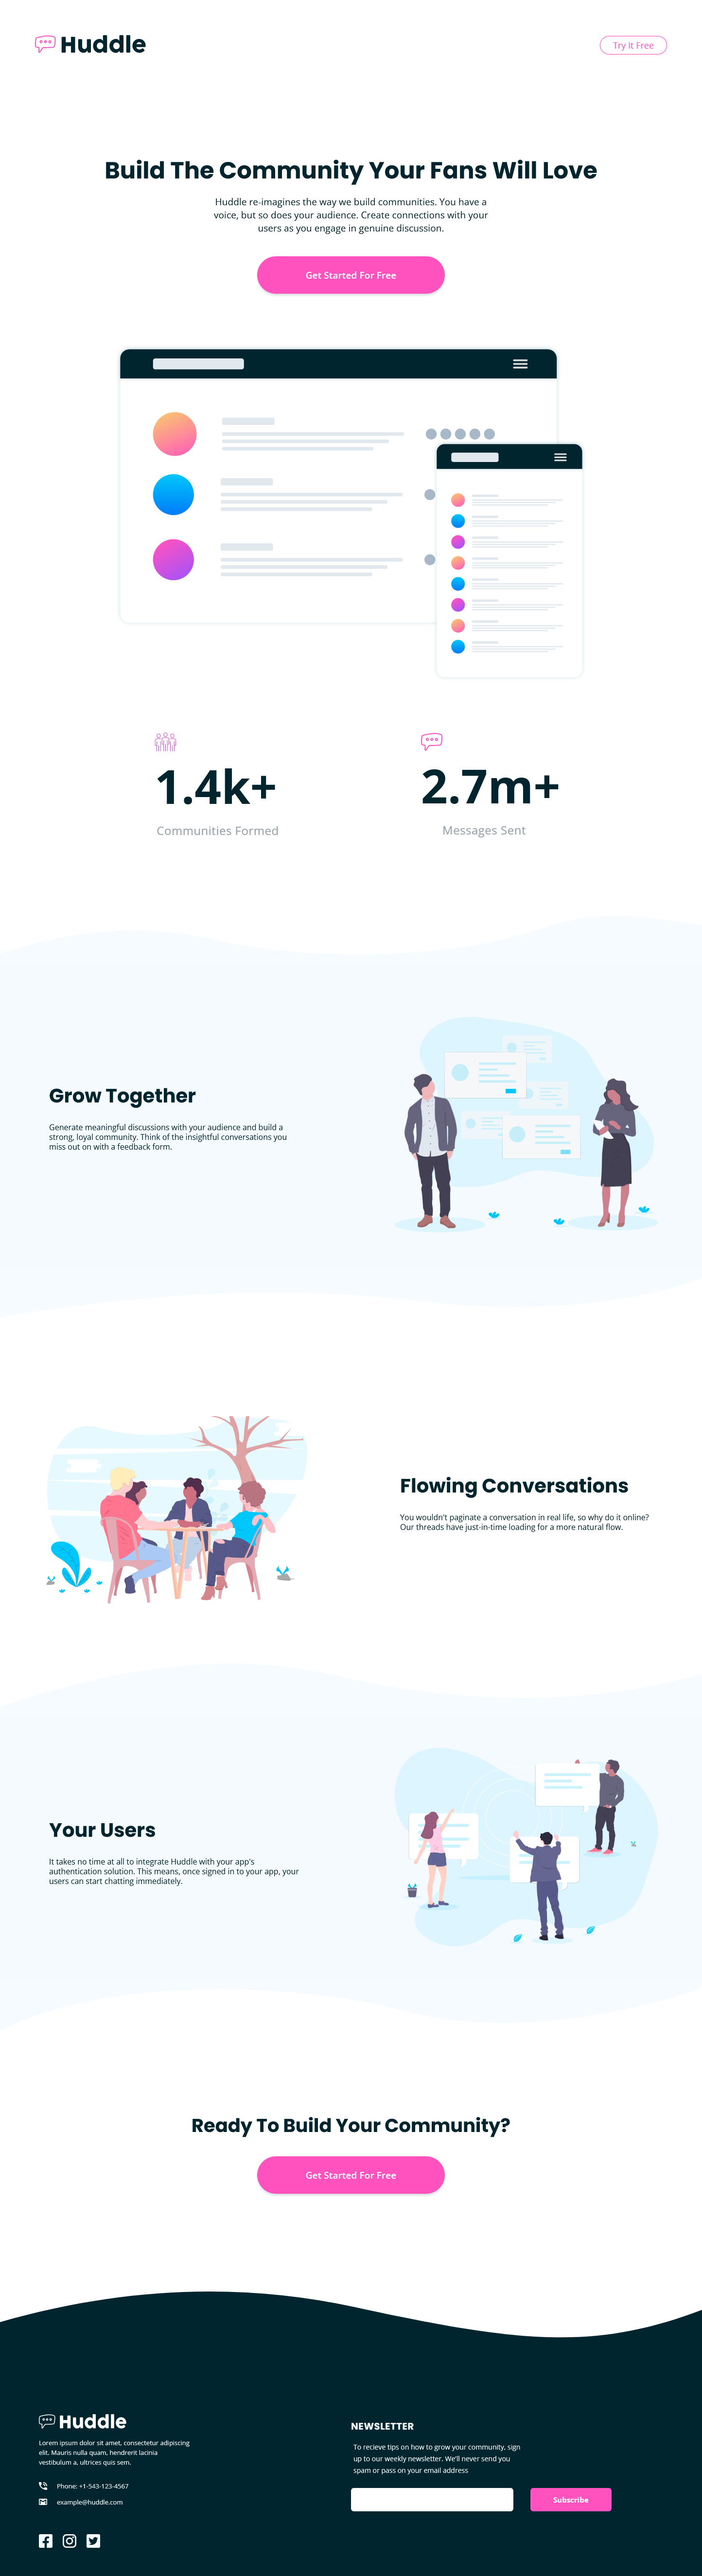 Huddle
Try It Free
Build The Community Your Fans Will Love
Huddle re-imagines the way we build communities. You have a
voice, but so does your audience. Create connections with your
users as you engage in genuine discussion.
Get Started For Free
1.4k+
Communities Formed
2.7m+
Messages Sent
Grow Together
Generate meaningful discussions with your audience and build a
strong, loyal community. Think of the insightful conversations you
miss out on with a feedback form.
Flowing Conversations
You wouldn't paginate a conversation in real life, so why do it online?
Our threads have just-in-time loading for a more natural flow.
Your Users
It takes no time at all to integrate Huddle with your app's
authentication solution. This means, once signed in to your app, your
users can start chatting immediately.
Ready To Build Your Community?
Get Started For Free
Huddle
Lorem ipsum dolor sit amet, consectetur adipiscing
elit. Mauris nulla quam, hendrerit lacinia
vestibulum a, ultrices quis sem.
Phone: +1-543-123-4567
example@huddle.com
NEWSLETTER
To recieve tips on how to grow your community, sign
up to our weekly newsletter. We'll never send you
spam or pass on your email address
Subscribe